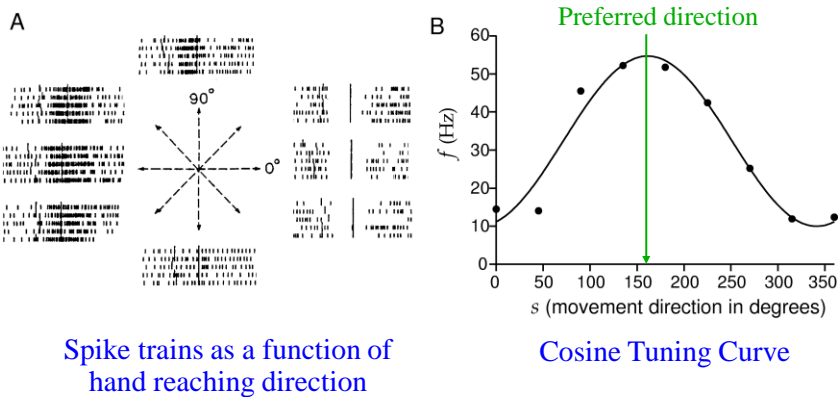 A
90°
0°
Spike trains as a function of
hand reaching direction
B
Preferred direction
f (Hz)
60
50
40
30
20
10
0
0 50 100 150 200 250 300 350
s (movement direction in degrees)
Cosine Tuning Curve